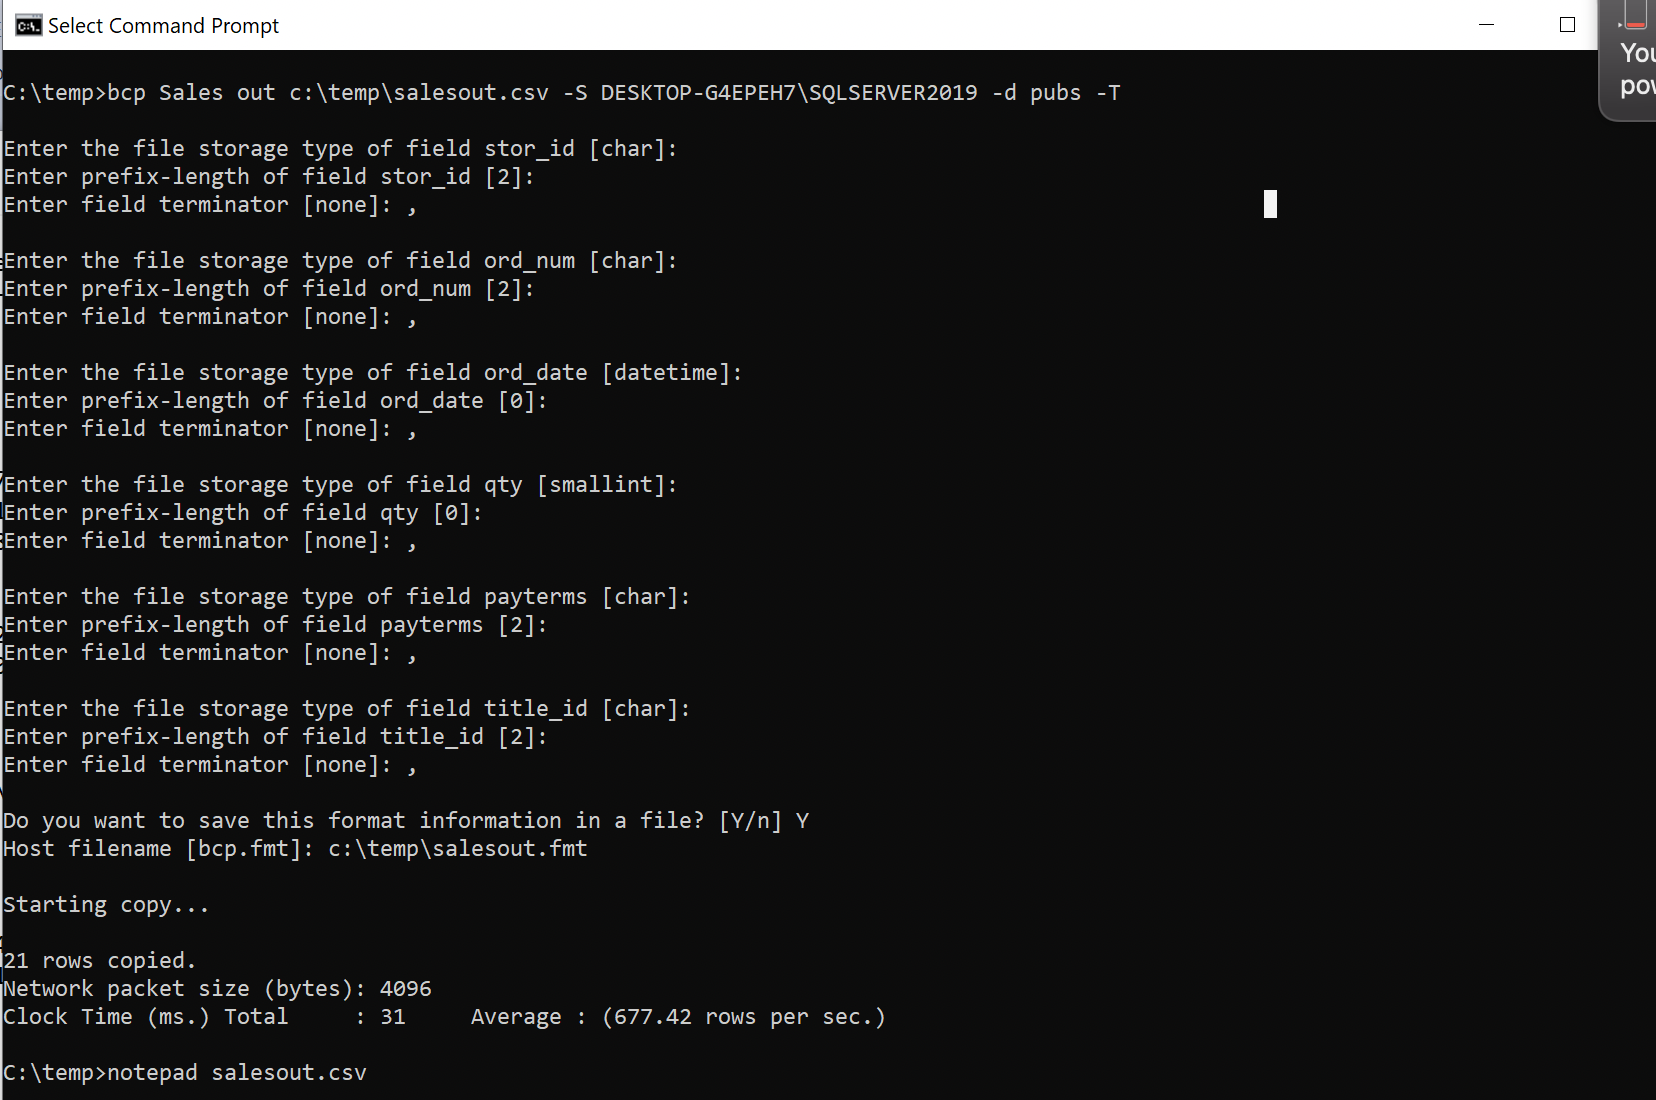 Select Command Prompt
C:\temp>bcp Sales out c:\temp\salesout.csv -S DESKTOP-G4EPEH7\SQLSERVER2019 -d pubs -T
Enter the file storage type of field stor_id [char]:
Enter prefix-length of field stor_id [2]:
Enter field terminator [none]: ,
Enter the file storage type of field ord_num [char]:
Enter prefix-length of field ord_num [2]:
Enter field terminator [none]: ,
Enter the file storage type of field ord_date [datetime]:
Enter prefix-length of field ord_date [0]:
Enter field terminator [none]: ,
Enter the file storage type of field qty [smallint]:
Enter prefix-length of field qty [0]:
Enter field terminator [none]: ,
Enter the file storage type of field payterms [char]:
Enter prefix-length of field payterms [2]:
Enter field terminator [none]: ,
Enter the file storage type of field title_id [char]:
Enter prefix-length of field title_id [2]:
Enter field terminator [none]: ,
Do you want to save this format information in a file? [Y/n] Y
Host filename [bcp.fmt]: c:\temp\salesout.fmt
Starting copy...
21 rows copied.
Network packet size (bytes): 4096
Clock Time (ms.) Total     : 31     Average : (677.42 rows per sec.)
C:\temp>notepad salesout.csv